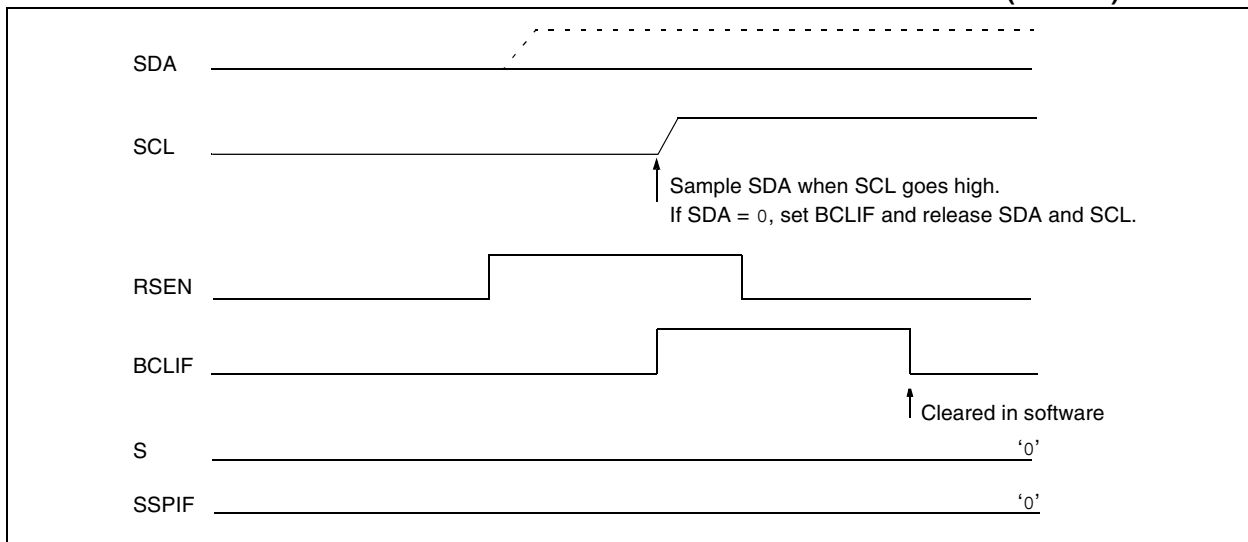 SDA
SCL
Sample SDA when SCL goes high.
If SDA = 0, set BCLIF and release SDA and SCL.
RSEN
BCLIF
Cleared in software
S
‘0’
SSPIF
‘0’